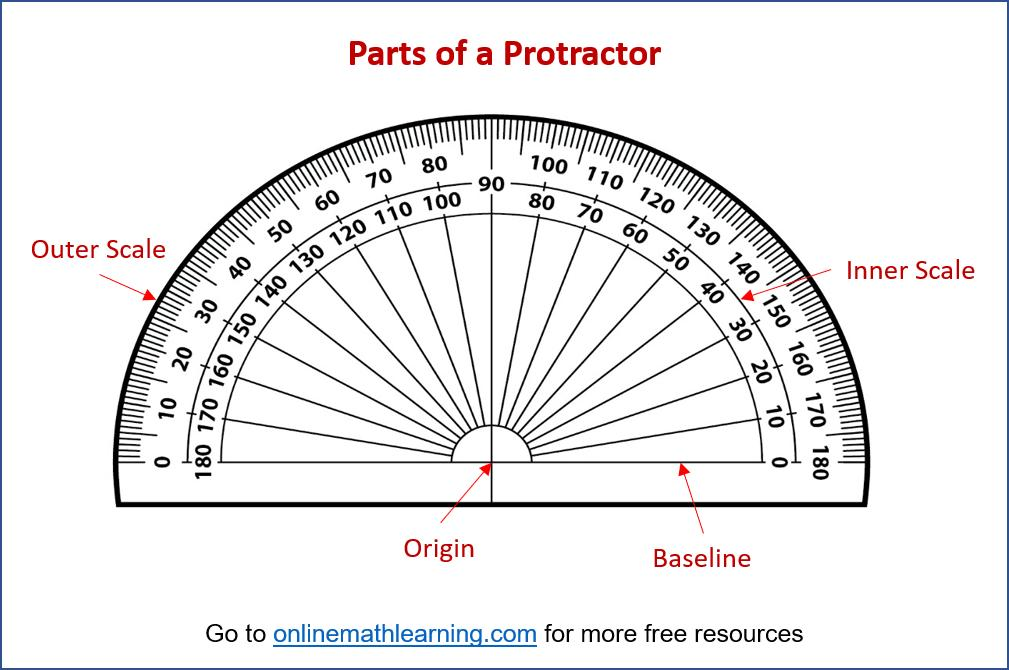 Parts of a Protractor
Outer Scale
Inner Scale
0 10 20 30 40 50 60 70 80 90 100 110 120 130 140 150 160 170 180
180 170 160 150 140 130 120 110 100 80 70 60 50 40 30 20 10 0
Origin
Baseline
Go to onlinemathlearning.com for more free resources